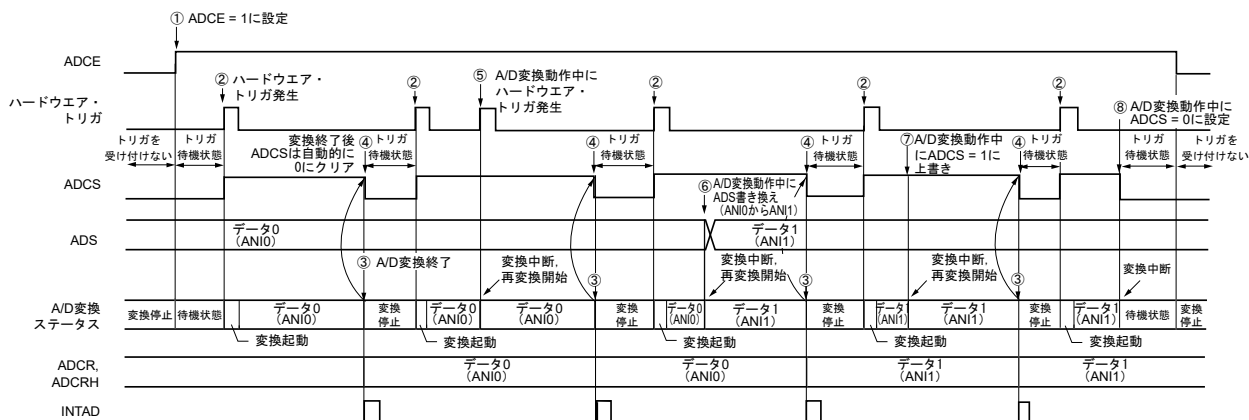 ① ADCE = 1に設定
ADCE
② ハードウエア・
トリガ発生
②
⑤ A/D変換動作中に
ハードウエア・
トリガ発生
②
②
②
ハードウエア・
トリガ
⑧ A/D変換動作中に
ADCS = 0に設定
トリガを
受け付けない
トリガ
待機状態
変換終了後
ADCSは自動的に
0にクリア
④ トリガ
待機状態
④ トリガ
待機状態
④ トリガ
待機状態
⑦ A/D変換動作中
にADCS = 1に
上書き
④ トリガ
待機状態
トリガ
待機状態
トリガを
受け付けない
ADCS
⑥ A/D変換動作中に
ADS書き換え
(ANI0からANI1)
ADS
データ0
(ANI0)
データ1
(ANI1)
③ A/D変換終了
変換中断,
再変換開始
③
変換中断,
再変換開始
③
変換中断,
再変換開始
③
変換中断
A/D変換
ステータス
変換停止
待機状態
データ0
(ANI0)
変換
停止
データ0
(ANI0)
データ0
(ANI0)
変換
停止
データ0
(ANI0)
データ1
(ANI1)
変換
停止
データ1
(ANI1)
データ1
(ANI1)
変換
停止
データ1
(ANI1)
待機状態
変換
停止
変換起動
変換起動
変換起動
変換起動
変換起動
ADCR,
ADCRH
データ0
(ANI0)
データ0
(ANI0)
データ1
(ANI1)
データ1
(ANI1)
INTAD